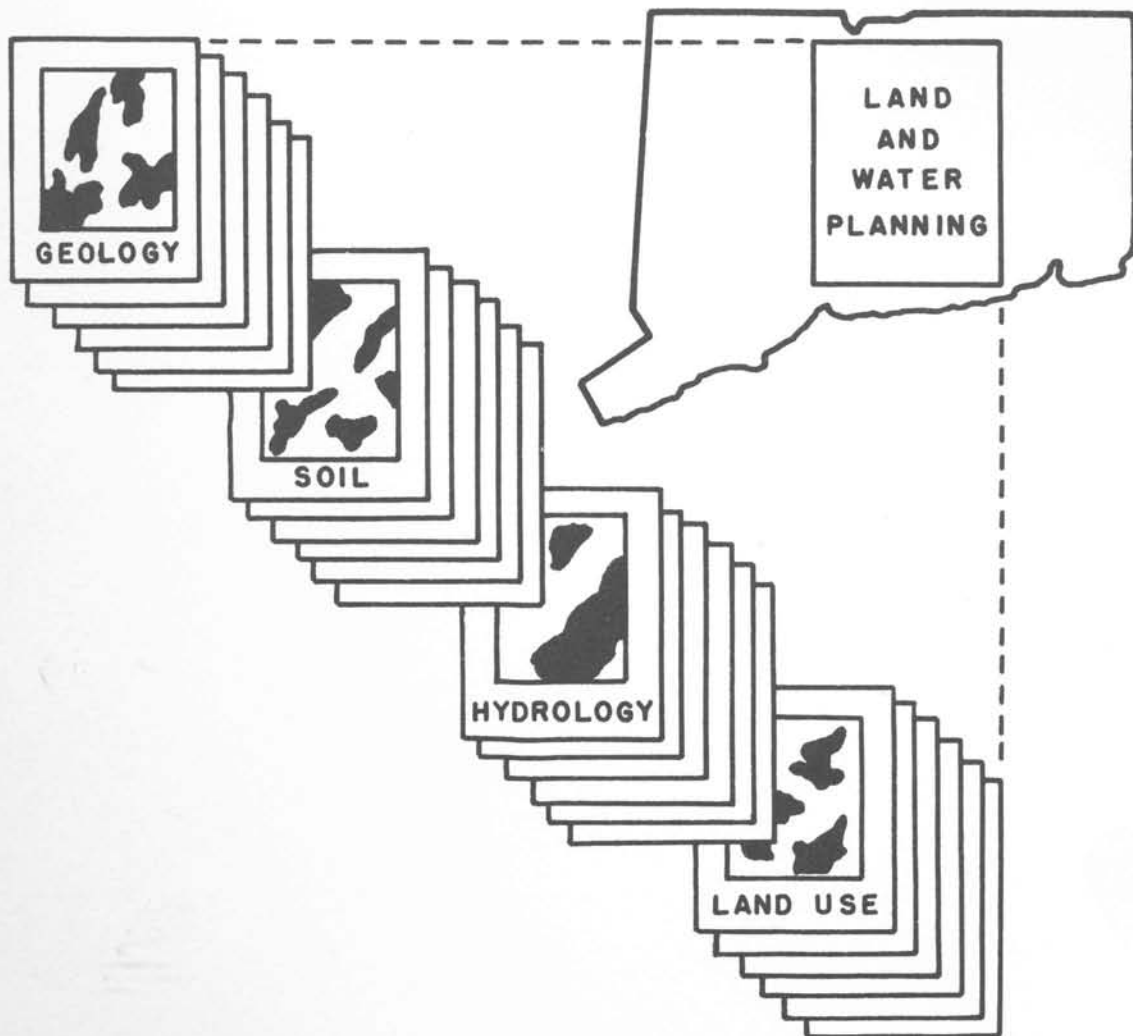 LAND
AND
WATER
PLANNING
GEOLOGY
SOIL
HYDROLOGY
LAND USE